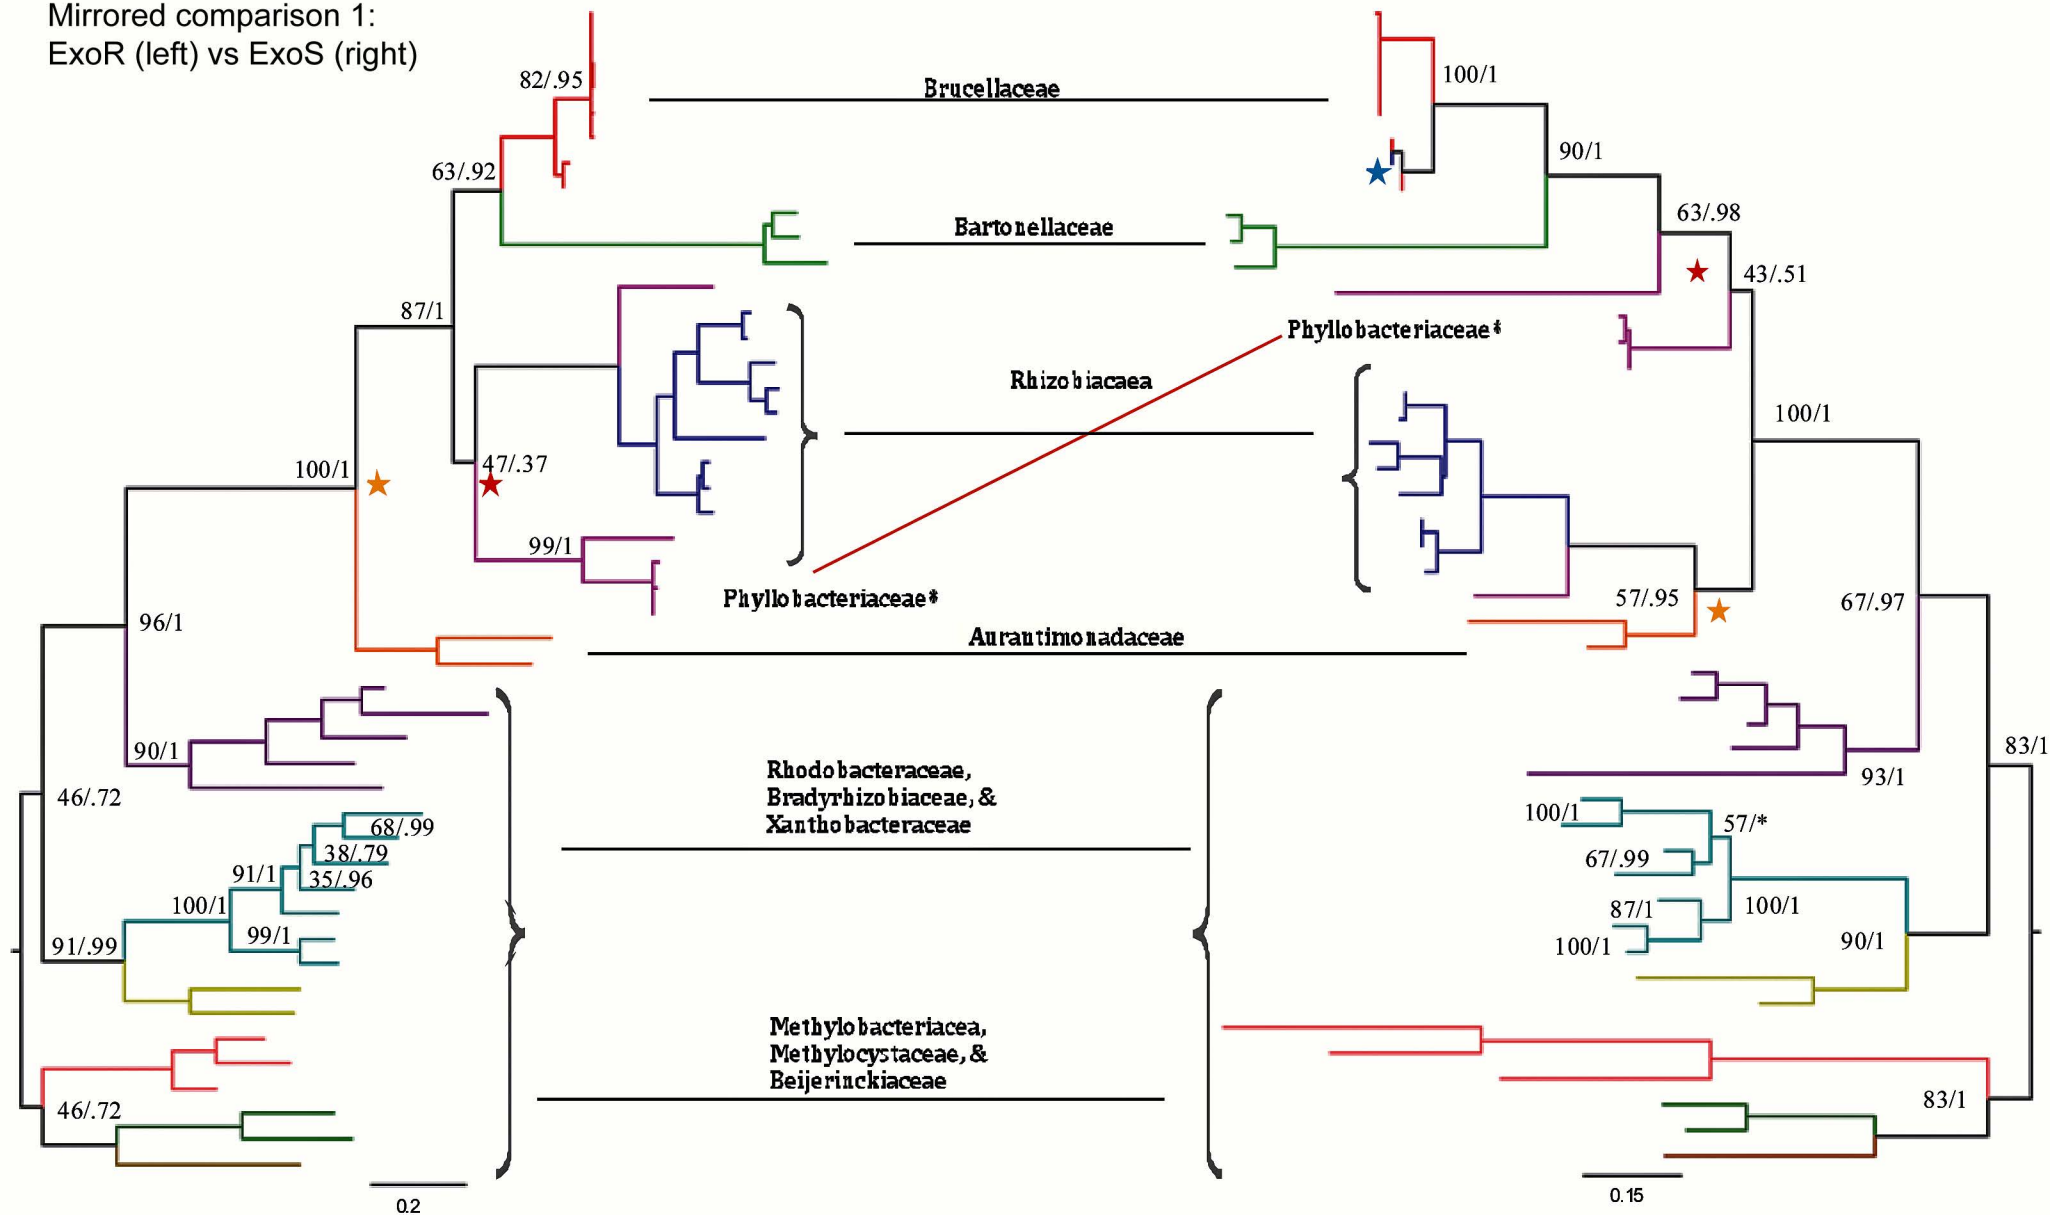 Mirrored comparison 1:
ExoR (left) vs ExoS (right)
82/.95
Brucellaceae
100/1
63/.92
90/1
Bartonellaceae
63/.98
43/.51
87/1
Phyllobacteriaceae*
Rhizobiacaea
100/1
47/.37
100/1
99/1
Phyllobacteriaceae*
57/.95
67/.97
96/1
Aurantimonadaceae
90/1
83/1
Rhodobacteraceae,
Bradyrhizobiaceae, &
Xanthobacteraceae
93/1
46/.72
100/1
57/*
68/.99
38/.79
67/.99
91/1
35/.96
100/1
87/1
100/1
99/1
91/.99
100/1
90/1
Methylobacteriacea,
Methylocystaceae, &
Beijerinckiaceae
46/.72
83/1
0.2
0.15